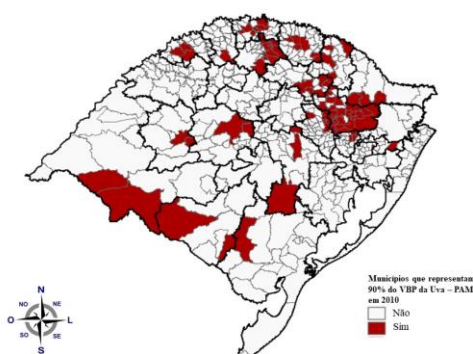 Municípios que representam
90% do VBP da Uva – PAM
em 2010
Não
Sim
N
NO
NE
O
L
SO
SE
S